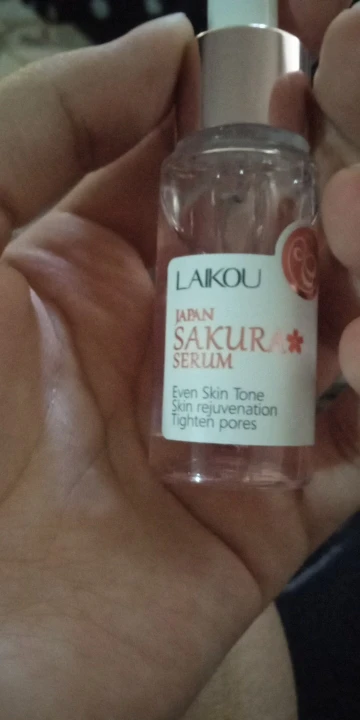 LAIKOU
JAPAN
SAKURA
SERUM
Even Skin Tone
Skin rejuvenation
Tighten pores